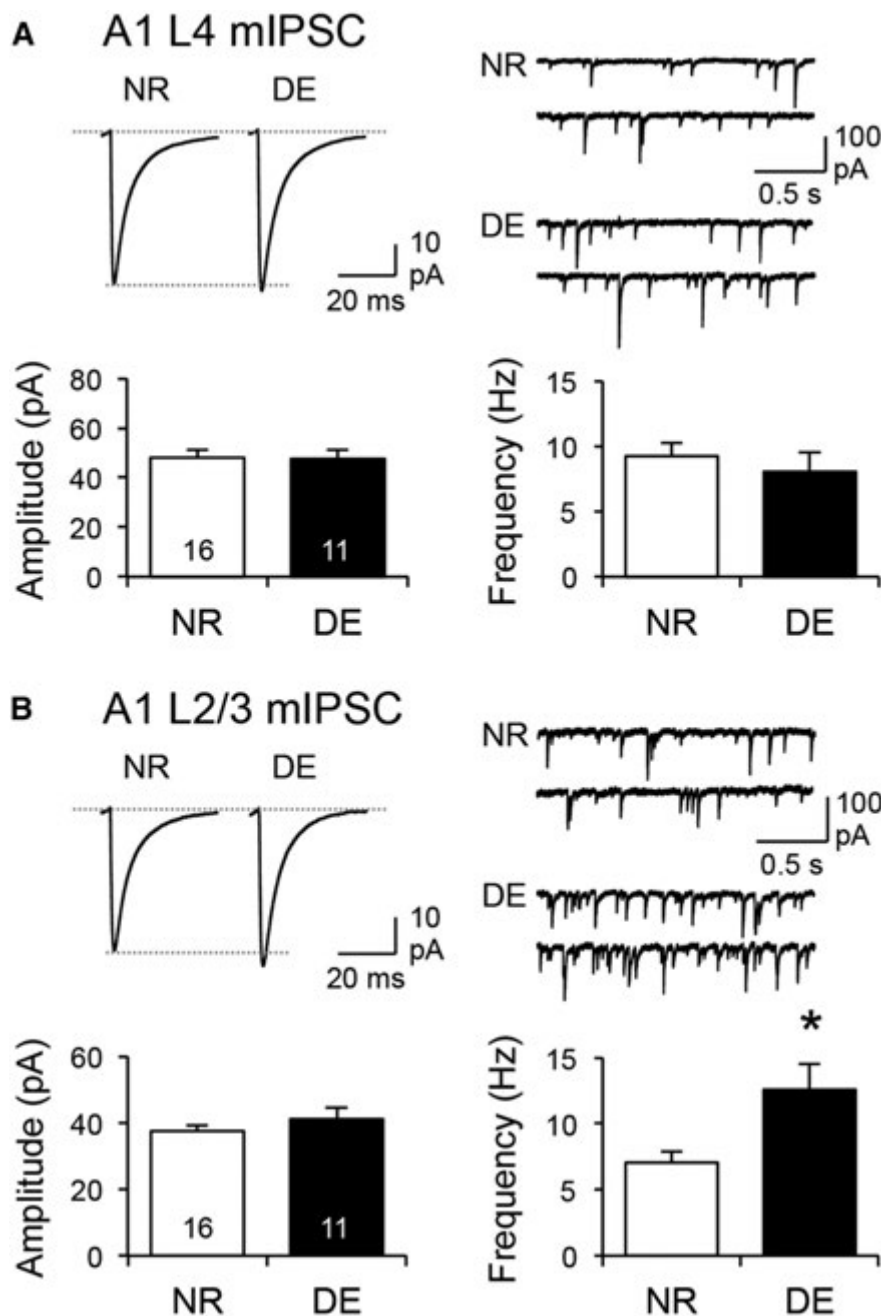 A A1 L4 mIPSC
NR DE
10
pA
20 ms
NR
100
pA
0.5 s
DE
Amplitude (pA)
80
60
40
20
0
16 11
NR DE
Frequency (Hz)
15
10
5
0
NR DE
B A1 L2/3 mIPSC
NR DE
10
pA
20 ms
NR
100
pA
0.5 s
DE
Amplitude (pA)
60
40
20
0
16 11
NR DE
*
Frequency (Hz)
15
10
5
0
NR DE